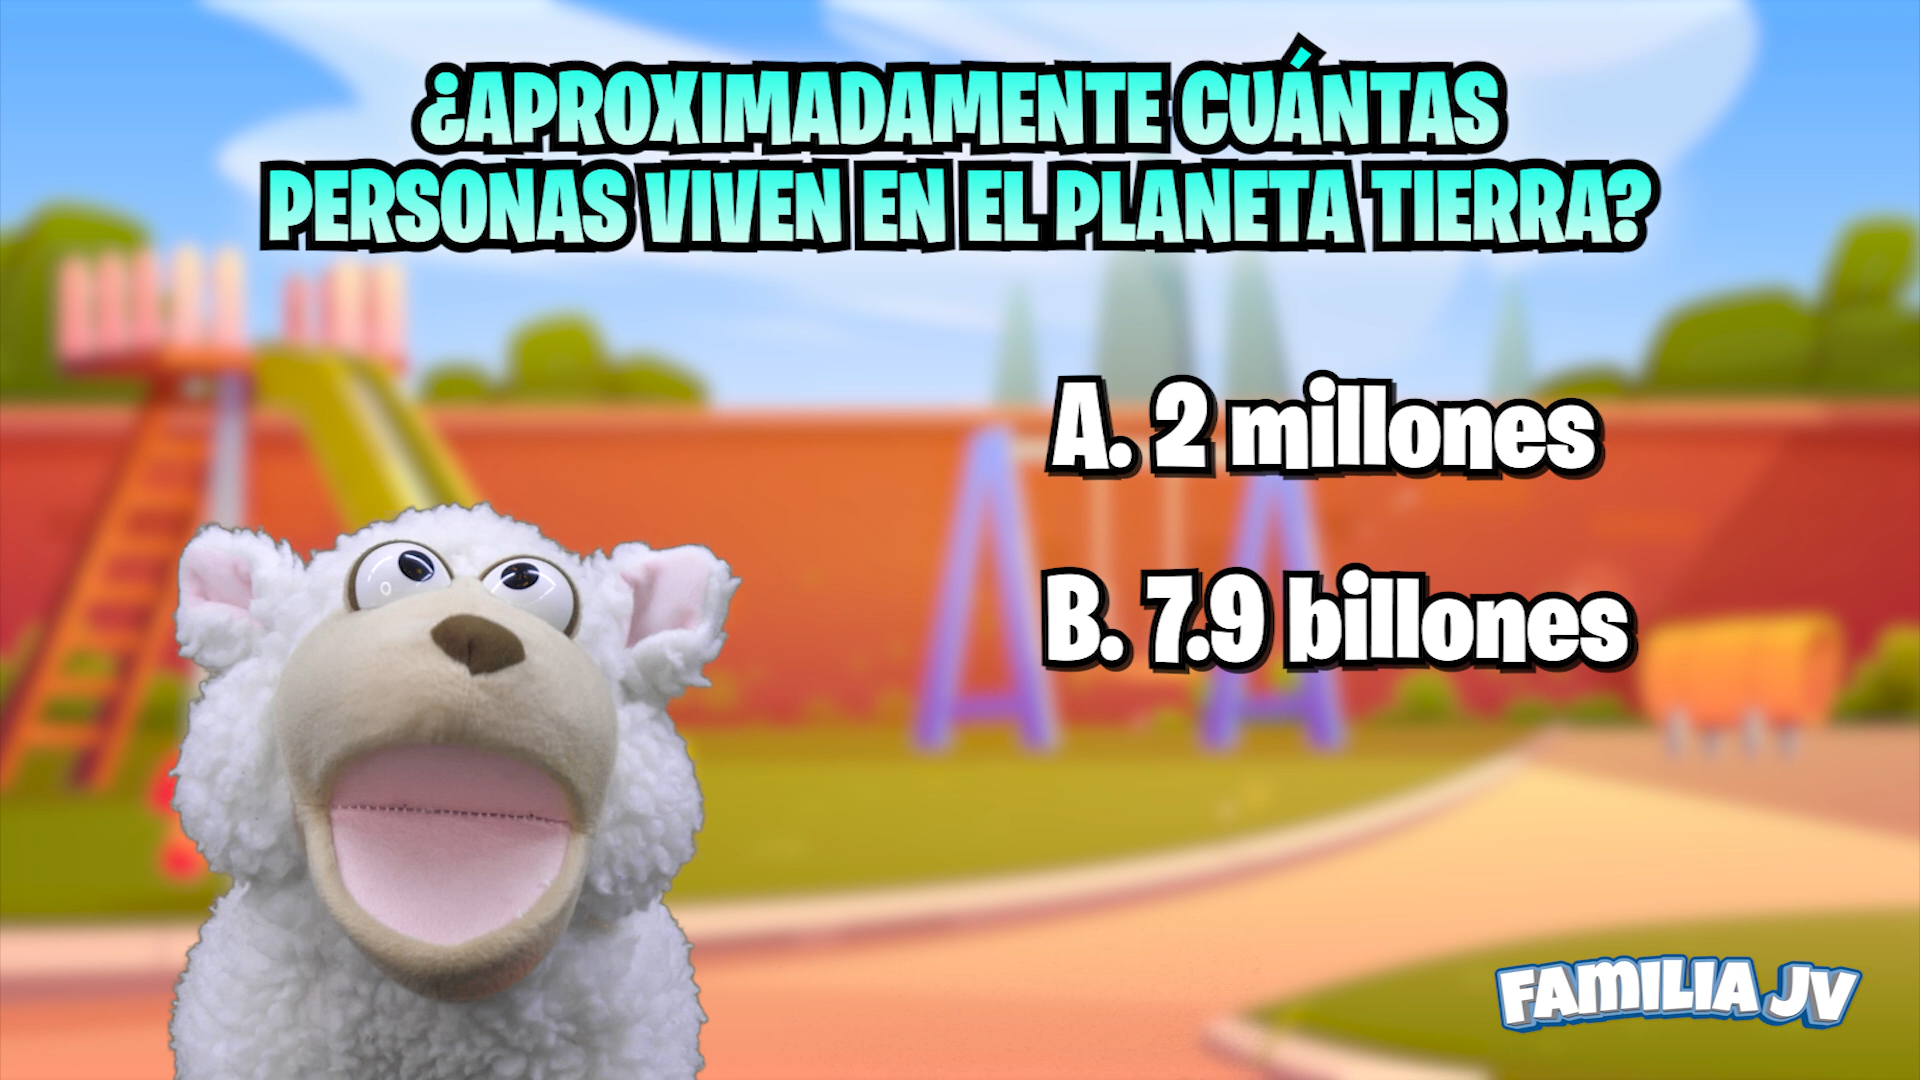 ¿APROXIMADAMENTE CUÁNTAS
PERSONAS VIVEN EN EL PLANETA TIERRA?
A. 2 millones
B. 7.9 billones
FAMILIA JV